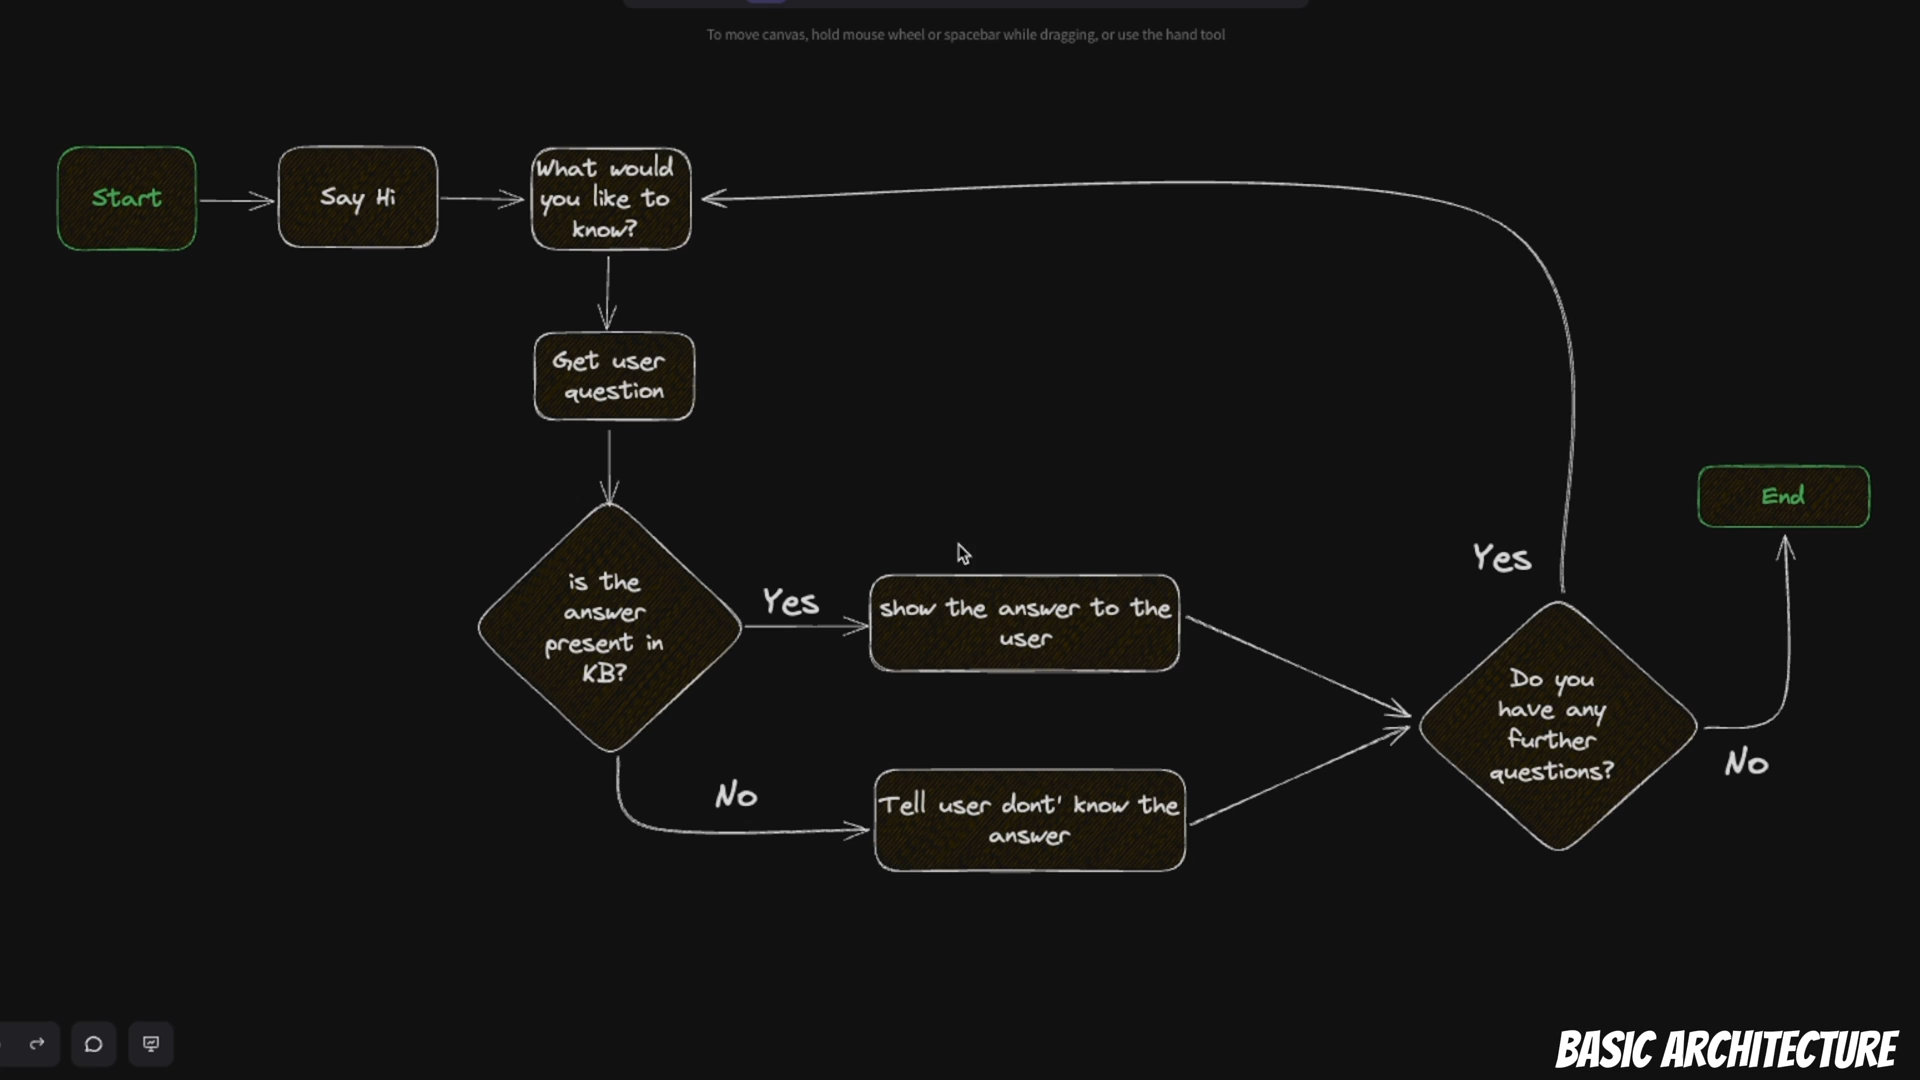 To move canvas, hold mouse wheel or spacebar while dragging, or use the hand tool
Start
Say Hi
What would
you like to
know?
Get user
question
is the
answer
present in
KB?
Yes
show the answer to the
user
No
Tell user dont' know the
answer
Do you
have any
further
questions?
Yes
No
End
BASIC ARCHITECTURE